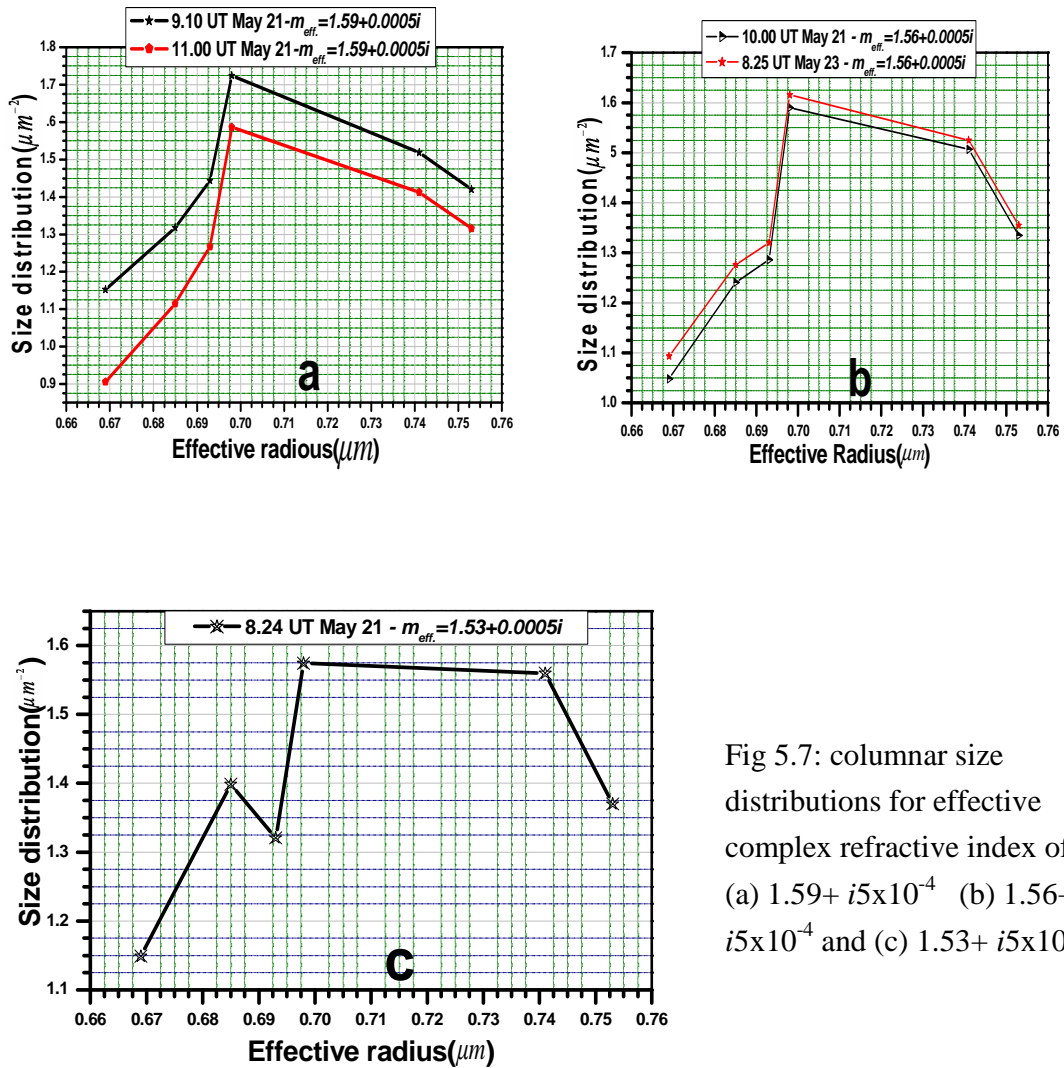 9.10 UT May 21-m_eff.=1.59+0.0005i
11.00 UT May 21-m_eff.=1.59+0.0005i
Size distribution(μm⁻²)
1.8
1.7
1.6
1.5
1.4
1.3
1.2
1.1
1.0
0.9
a
0.66 0.67 0.68 0.69 0.70 0.71 0.72 0.73 0.74 0.75 0.76
Effective radious(μm)
10.00 UT May 21 - m_eff.=1.56+0.0005i
8.25 UT May 23 - m_eff.=1.56+0.0005i
Size distribution(μm⁻²)
1.7
1.6
1.5
1.4
1.3
1.2
1.1
1.0
b
0.66 0.67 0.68 0.69 0.70 0.71 0.72 0.73 0.74 0.75 0.76
Effective Radius(μm)
8.24 UT May 21 - m_eff.=1.53+0.0005i
Size distribution(μm⁻²)
1.6
1.5
1.4
1.3
1.2
1.1
c
0.66 0.67 0.68 0.69 0.70 0.71 0.72 0.73 0.74 0.75 0.76
Effective radius(μm)
Fig 5.7: columnar size
distributions for effective
complex refractive index of
(a) 1.59+ i5x10⁻⁴ (b) 1.56+
i5x10⁻⁴ and (c) 1.53+ i5x10